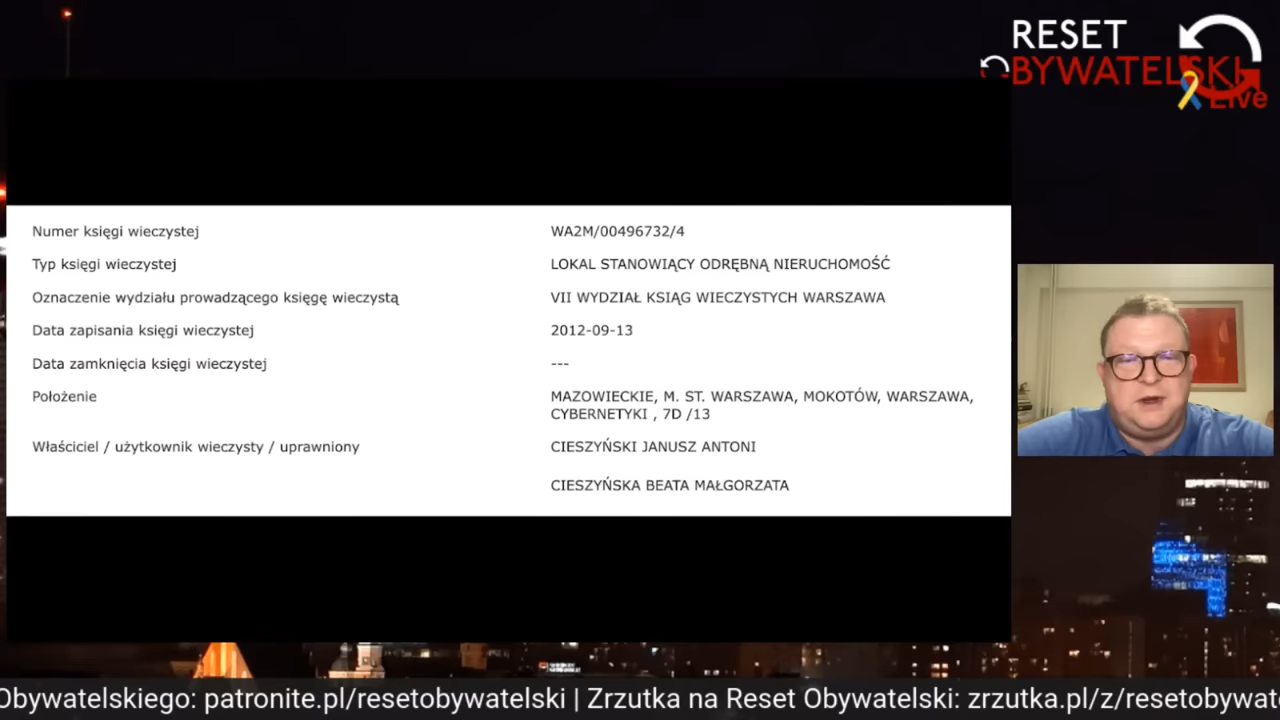 RESET
OBYWATELSKI
Live
Numer księgi wieczystej WA2M/00496732/4
Typ księgi wieczystej LOKAL STANOWIĄCY ODRĘBNĄ NIERUCHOMOŚĆ
Oznaczenie wydziału prowadzącego księgę wieczystą VII WYDZIAŁ KSIĄG WIECZYSTYCH WARSZAWA
Data zapisania księgi wieczystej 2012-09-13
Data zamknięcia księgi wieczystej ---
Położenie MAZOWIECKIE, M. ST. WARSZAWA, MOKOTÓW, WARSZAWA,
CYBERNETYKI , 7D /13
Właściciel / użytkownik wieczysty / uprawniony CIESZYŃSKI JANUSZ ANTONI
CIESZYŃSKA BEATA MAŁGORZATA
Obywatelskiego: patronite.pl/resetobywatelski | Zrzutka na Reset Obywatelski: zrzutka.pl/z/resetobywat